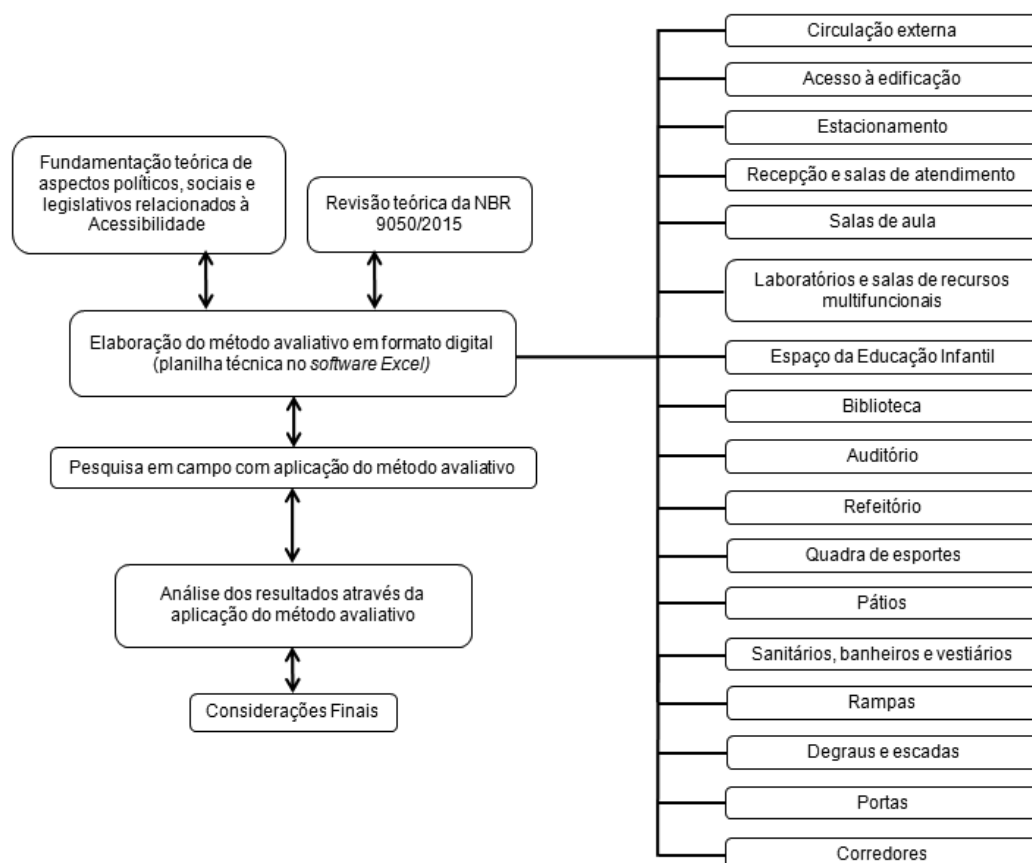 Fundamentação teórica de
aspectos políticos, sociais e
legislativos relacionados à
Acessibilidade
Revisão teórica da NBR
9050/2015
Elaboração do método avaliativo em formato digital
(planilha técnica no software Excel)
Pesquisa em campo com aplicação do método avaliativo
Análise dos resultados através da
aplicação do método avaliativo
Considerações Finais
Circulação externa
Acesso à edificação
Estacionamento
Recepção e salas de atendimento
Salas de aula
Laboratórios e salas de recursos
multifuncionais
Espaço da Educação Infantil
Biblioteca
Auditório
Refeitório
Quadra de esportes
Pátios
Sanitários, banheiros e vestiários
Rampas
Degraus e escadas
Portas
Corredores